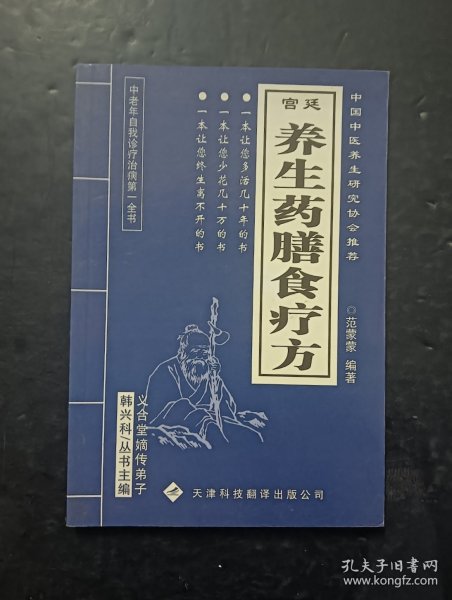 中国中医养生研究协会推荐
◎范蒙蒙 编著
宫廷
养生药膳食疗方
●一本让您多活几十年的书
●一本让您少花几十万的书
●一本让您终生离不开的书
中老年自我诊疗治病第一全书
义合堂嫡传弟子
韩兴科/丛书主编
天津科技翻译出版公司
孔夫子旧书网
www.kongfz.com